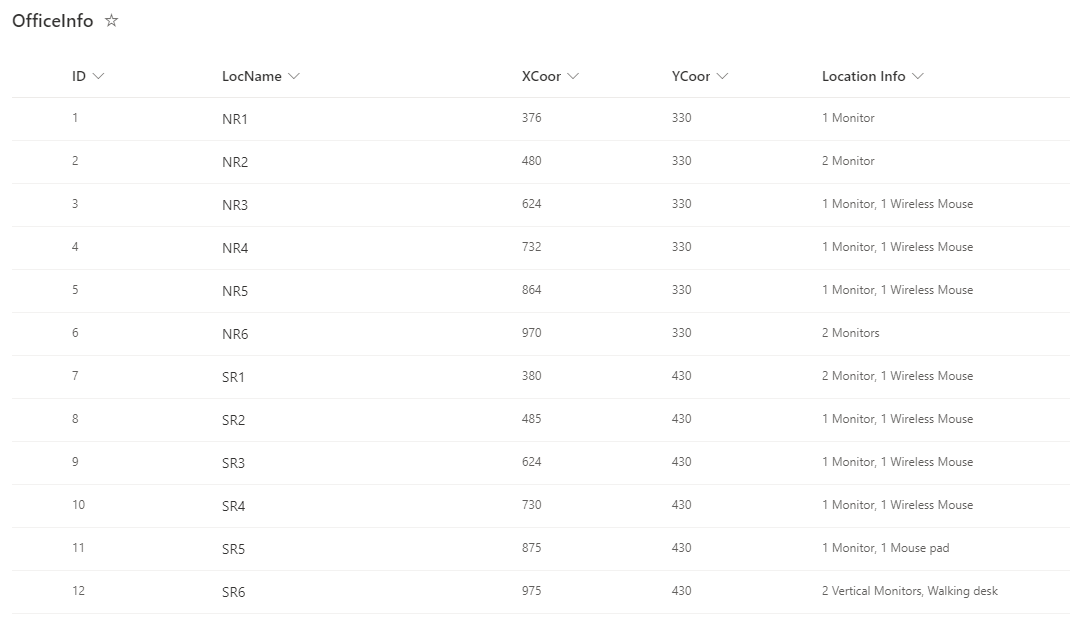 OfficeInfo
ID LocName XCoor YCoor Location Info
1 NR1 376 330 1 Monitor
2 NR2 480 330 2 Monitor
3 NR3 624 330 1 Monitor, 1 Wireless Mouse
4 NR4 732 330 1 Monitor, 1 Wireless Mouse
5 NR5 864 330 1 Monitor, 1 Wireless Mouse
6 NR6 970 330 2 Monitors
7 SR1 380 430 2 Monitor, 1 Wireless Mouse
8 SR2 485 430 1 Monitor, 1 Wireless Mouse
9 SR3 624 430 1 Monitor, 1 Wireless Mouse
10 SR4 730 430 1 Monitor, 1 Wireless Mouse
11 SR5 875 430 1 Monitor, 1 Mouse pad
12 SR6 975 430 2 Vertical Monitors, Walking desk